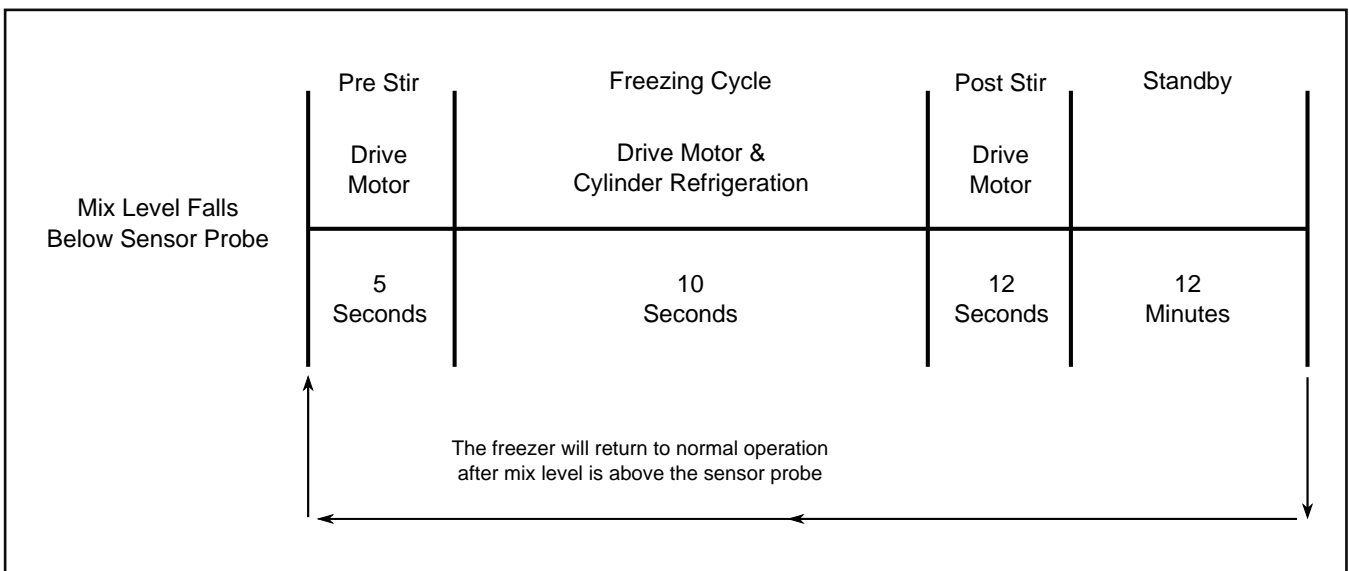 Pre Stir
Freezing Cycle
Post Stir
Standby
Drive
Motor
Drive Motor &
Cylinder Refrigeration
Drive
Motor
Mix Level Falls
Below Sensor Probe
5
Seconds
10
Seconds
12
Seconds
12
Minutes
The freezer will return to normal operation
after mix level is above the sensor probe